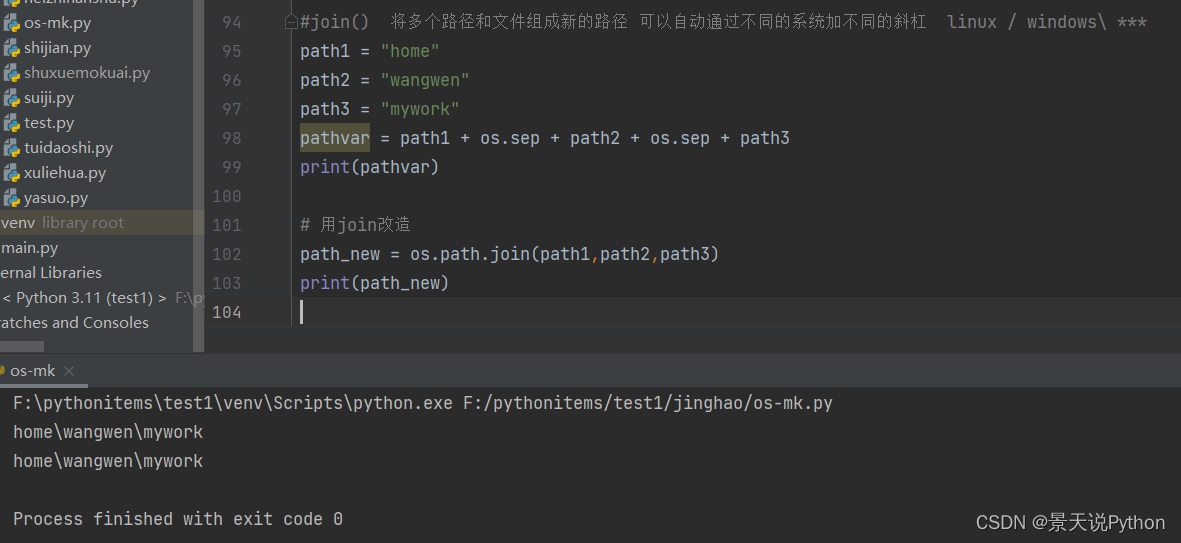 os-mk.py
shijian.py
shuxuemokuai.py
suiji.py
test.py
tuidaoshi.py
xuliehua.py
yasuo.py
venv library root
main.py
ernal Libraries
< Python 3.11 (test1) > F:\py
ratches and Consoles
94 #join() 将多个路径和文件组成新的路径 可以自动通过不同的系统加不同的斜杠 linux / windows\ ***
95 path1 = "home"
96 path2 = "wangwen"
97 path3 = "mywork"
98 pathvar = path1 + os.sep + path2 + os.sep + path3
99 print(pathvar)
100
101 # 用join改造
102 path_new = os.path.join(path1,path2,path3)
103 print(path_new)
104
os-mk ×
F:\pythonitems\test1\venv\Scripts\python.exe F:/pythonitems/test1/jinghao/os-mk.py
home\wangwen\mywork
home\wangwen\mywork
Process finished with exit code 0
CSDN @景天说Python